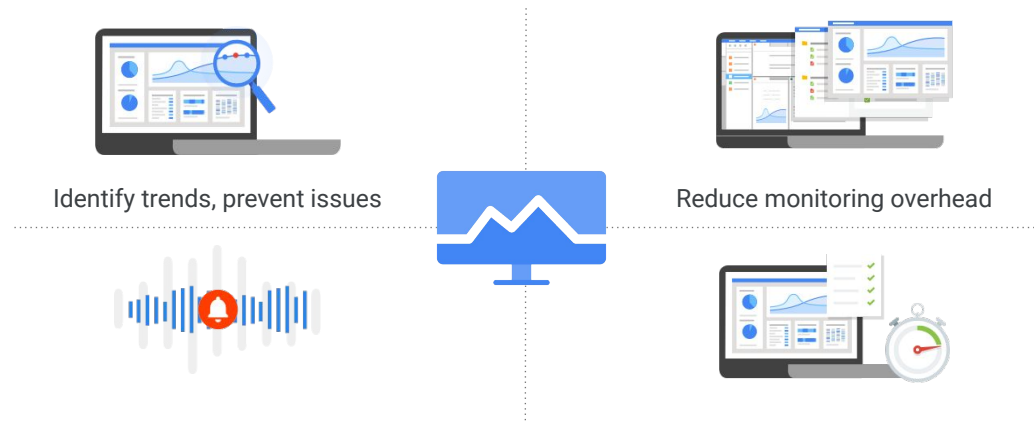 Identify trends, prevent issues
Reduce monitoring overhead